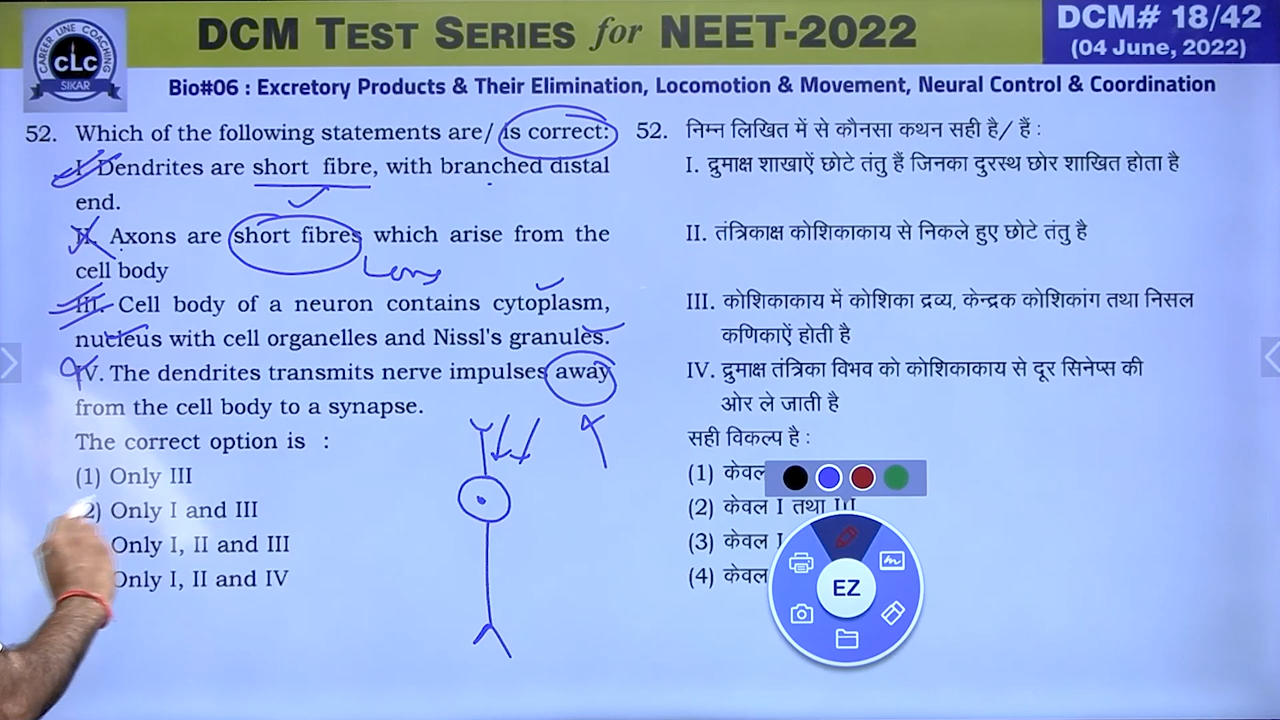 DCM TEST SERIES for NEET-2022
DCM# 18/42
(04 June, 2022)
CAREER LINE COACHING
CLC
SIKAR
Bio#06 : Excretory Products & Their Elimination, Locomotion & Movement, Neural Control & Coordination
52. Which of the following statements are/ is correct:
I. Dendrites are short fibre, with branched distal
end.
II. Axons are short fibres which arise from the
Long
cell body
III. Cell body of a neuron contains cytoplasm,
nucleus with cell organelles and Nissl's granules.
IV. The dendrites transmits nerve impulses away
from the cell body to a synapse.
The correct option is :
(1) Only III
2) Only I and III
Only I, II and III
Only I, II and IV
52. निम्न लिखित में से कौनसा कथन सही है/ हैं :
I. द्रुमाक्ष शाखाऐं छोटे तंतु हैं जिनका दुरस्थ छोर शाखित होता है
II. तंत्रिकाक्ष कोशिकाकाय से निकले हुए छोटे तंतु है
III. कोशिकाकाय में कोशिका द्रव्य, केन्द्रक कोशिकांग तथा निसल
कणिकाऐं होती है
IV. द्रुमाक्ष तंत्रिका विभव को कोशिकाकाय से दूर सिनेप्स की
ओर ले जाती है
सही विकल्प है :
(1) केवल
(2) केवल I तथा III
(3) केवल I
(4) केवल
EZ